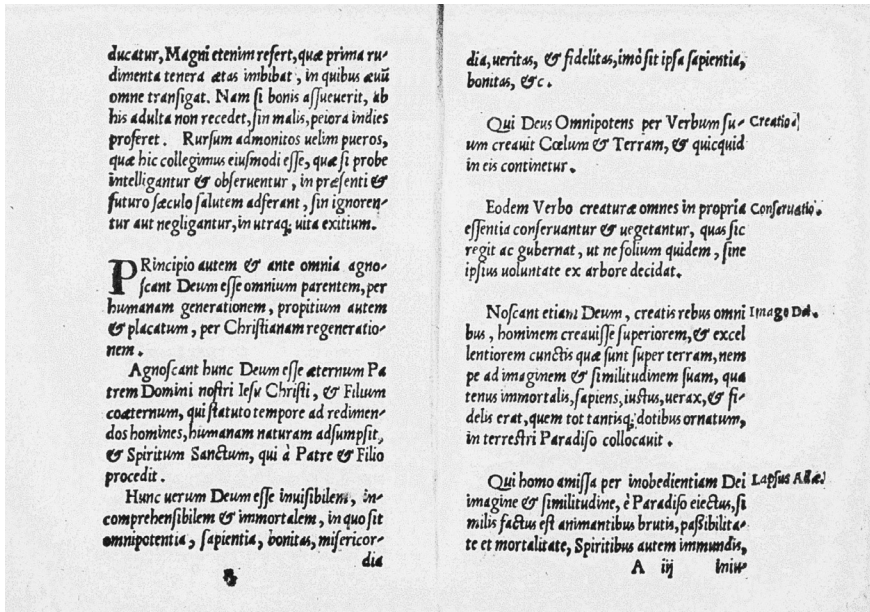 ducatur, Magni etenim refert, quæ prima ru-
dimenta tenera ætas imbibat, in quibus æuũ
omne transigat. Nam si bonis assueuerit, ab
his adulta non recedet, sin malis, peiora indies
proferet. Rursum admonitos uelim pueros,
quæ hic collegimus eiusmodi esse, quæ si probe
intelligantur & obseruentur, in præsenti &
futuro sæculo salutem adferant, sin ignoren-
tur aut negligantur, in utraq; uita exitium.
PRincipio autem & ante omnia agno-
scant Deum esse omnium parentem, per
humanam generationem, propitium autem
& placatum, per Christianam regeneratio-
nem.
Agnoscant hunc Deum esse æternum Pa
trem Domini nostri Iesu Christi, & Filium
coæternum, qui statuto tempore ad redimen-
dos homines, humanam naturam adsumpsit,
& Spiritum Sanctum, qui à Patre & Filio
procedit.
Hunc uerum Deum esse inuisibilem, in-
comprehensibilem & immortalem, in quo sit
omnipotentia, sapientia, bonitas, misericor-
dia
dia, ueritas, & fidelitas, imò sit ipsa sapientia,
bonitas, &c.
Qui Deus Omnipotens per Verbum su- Creatio
um creauit Cœlum & Terram, & quicquid
in eis continetur.
Eodem Verbo creaturæ omnes in propria Conseruatio.
essentia conseruantur & uegetantur, quas sic
regit ac gubernat, ut ne folium quidem, sine
ipsius uoluntate ex arbore decidat.
Noscant etiam Deum, creatis rebus omni Imago Dei.
bus, hominem creauisse superiorem, & excel
lentiorem cunctis quæ sunt super terram, nem
pe ad imaginem & similitudinem suam, qua
tenus immortalis, sapiens, iustus, uerax, & fi-
delis erat, quem tot tantisq; dotibus ornatum,
in terrestri Paradiso collocauit.
Qui homo amissa per inobedientiam Dei Lapsus Adæ.
imagine & similitudine, è Paradiso eiectus, si
milis factus est animantibus brutis, paßibilita-
te et mortalitate, Spiritibus autem immundis,
A iij iniu-